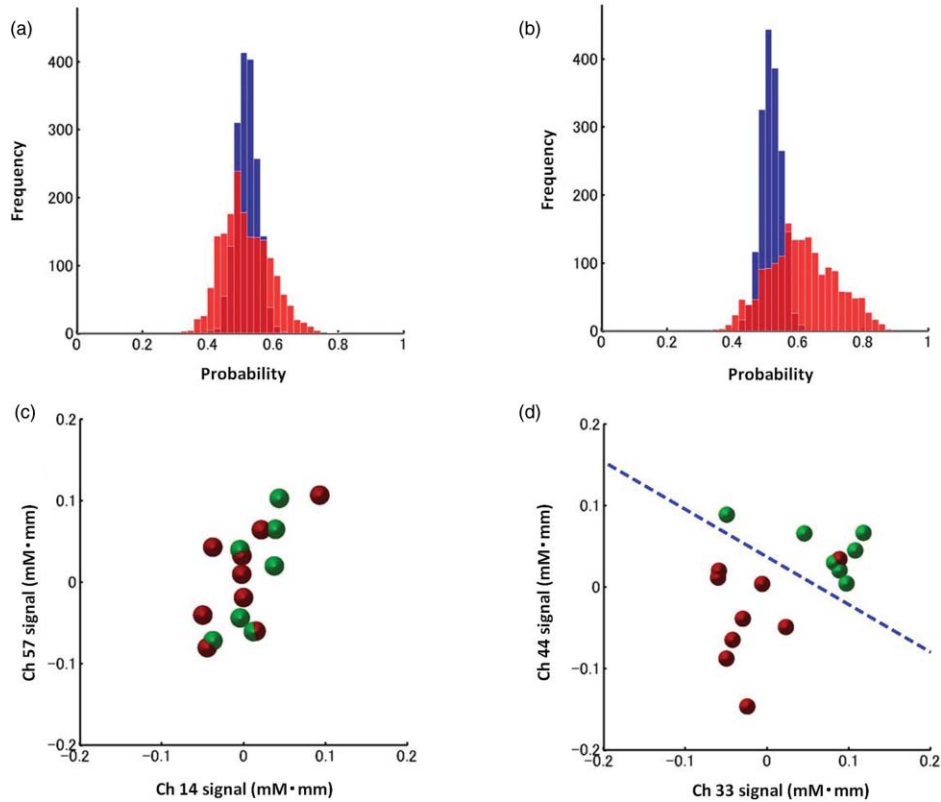 (a)
Frequency
400
300
200
100
0
0 0.2 0.4 0.6 0.8 1
Probability
(b)
Frequency
400
300
200
100
0
0 0.2 0.4 0.6 0.8 1
Probability
(c)
Ch 57 signal (mM·mm)
0.2
0.1
0
−0.1
−0.2
−0.2 −0.1 0 0.1 0.2
Ch 14 signal (mM·mm)
(d)
Ch 44 signal (mM·mm)
0.2
0.1
0
−0.1
−0.2
−0.2 −0.1 0 0.1 0.2
Ch 33 signal (mM·mm)